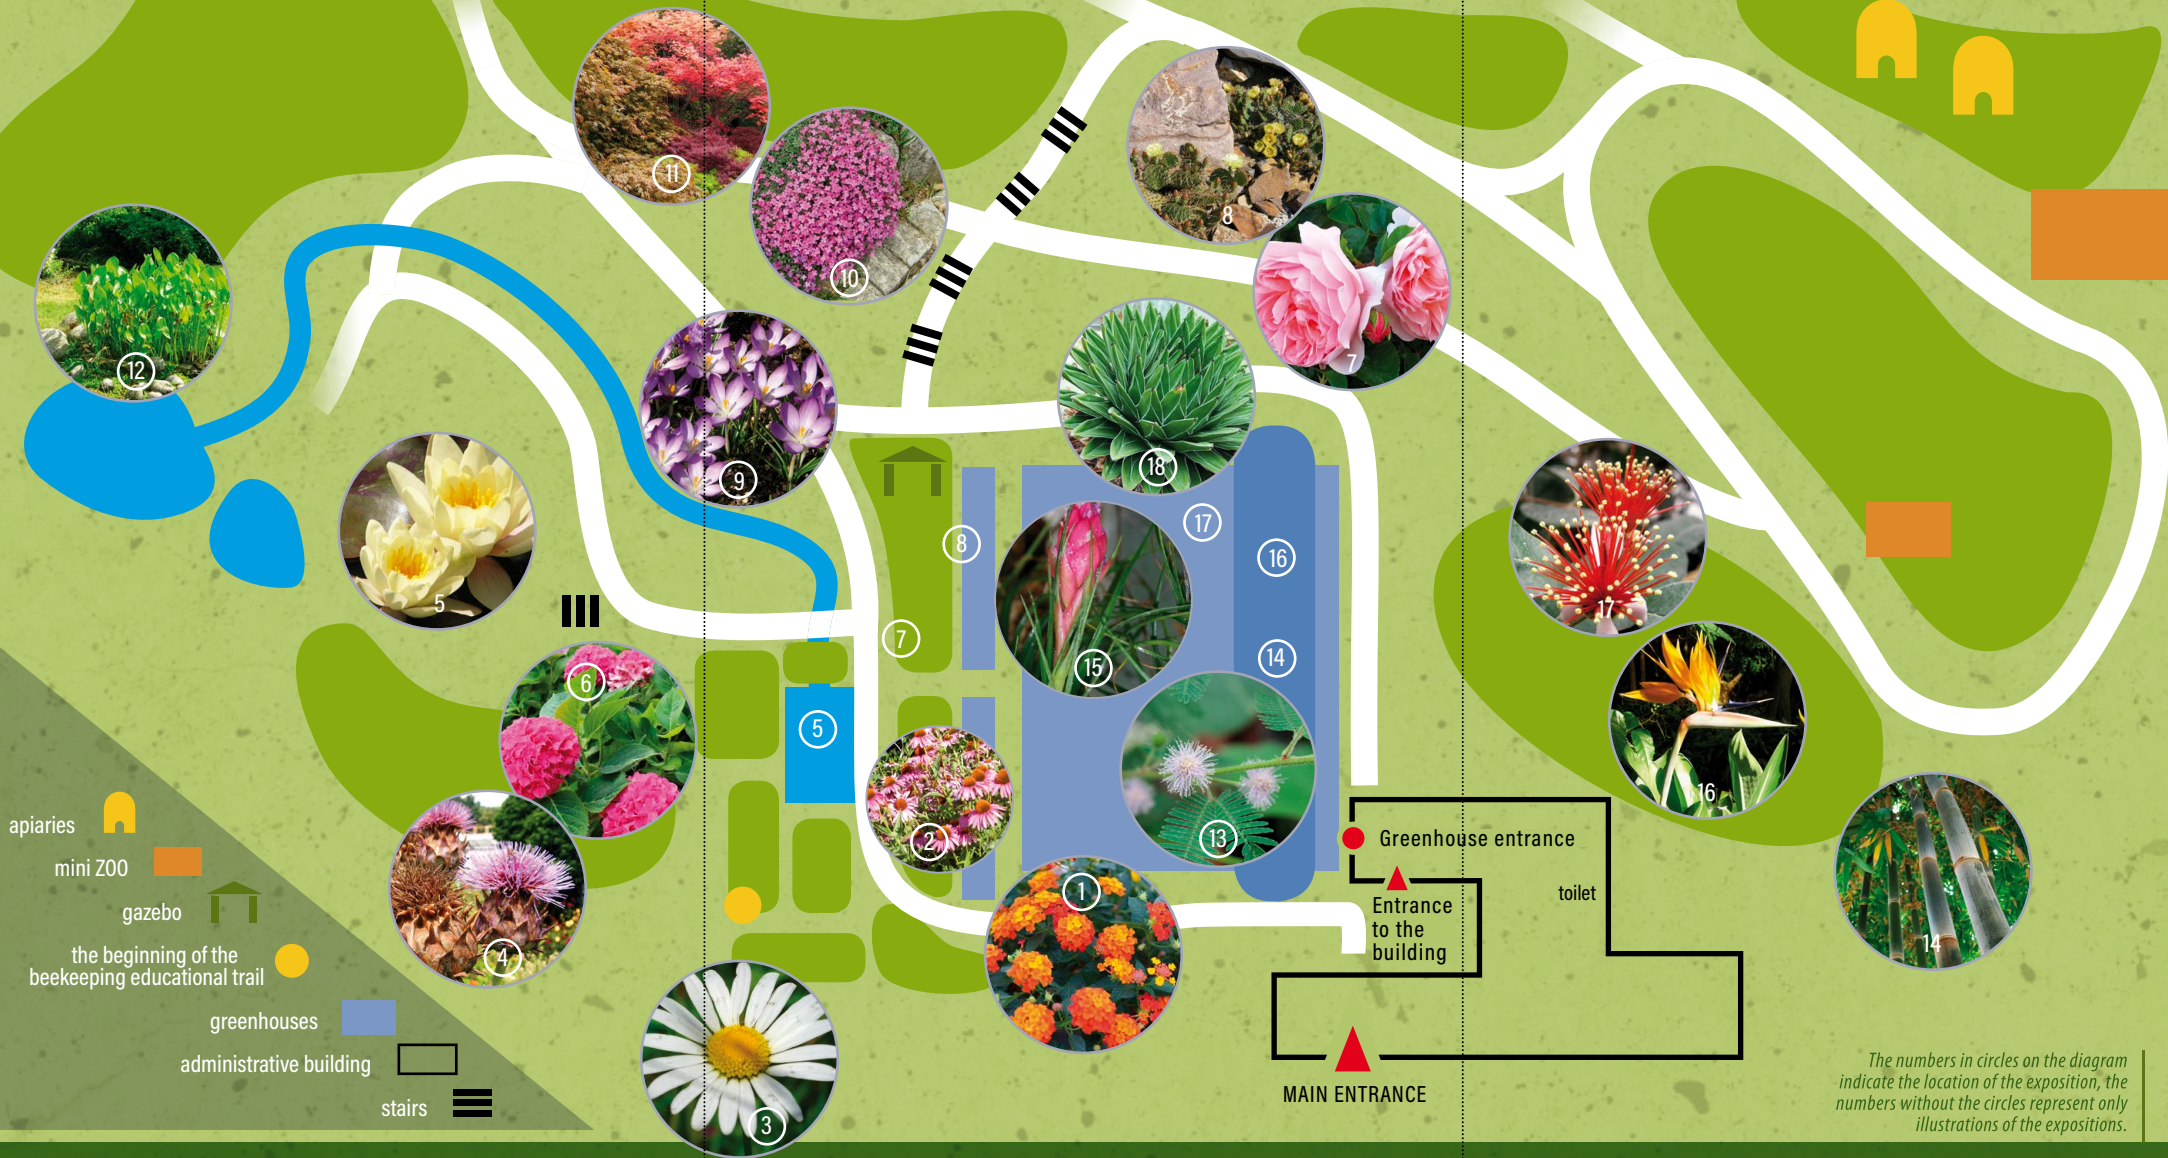 11
10
8
12
7
9
18
17
8
16
5
17
7
15
14
6
5
16
2
13
Greenhouse entrance
1
toilet
Entrance
to the
building
14
4
3
MAIN ENTRANCE
apiaries
mini ZOO
gazebo
the beginning of the
beekeeping educational trail
greenhouses
administrative building
stairs
The numbers in circles on the diagram
indicate the location of the exposition, the
numbers without the circles represent only
illustrations of the expositions.